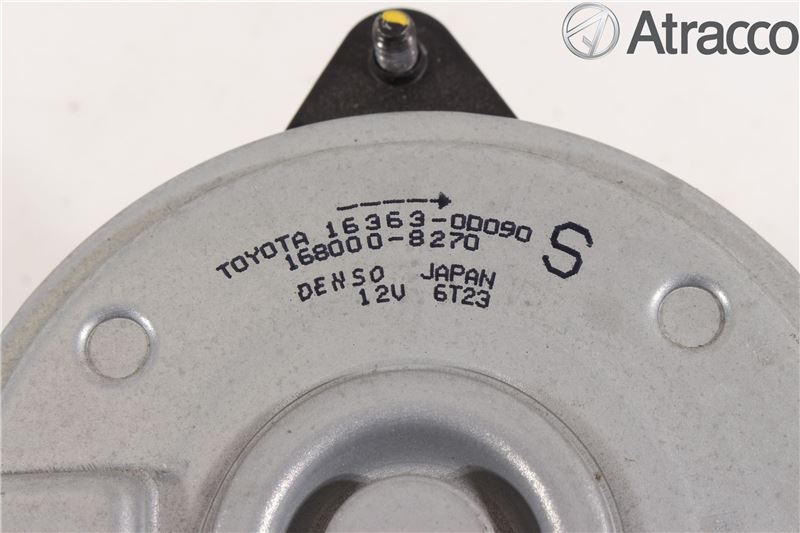 Atracco
TOYOTA 16363-0D090
168000-8270 S
DENSO JAPAN
12V 6T23